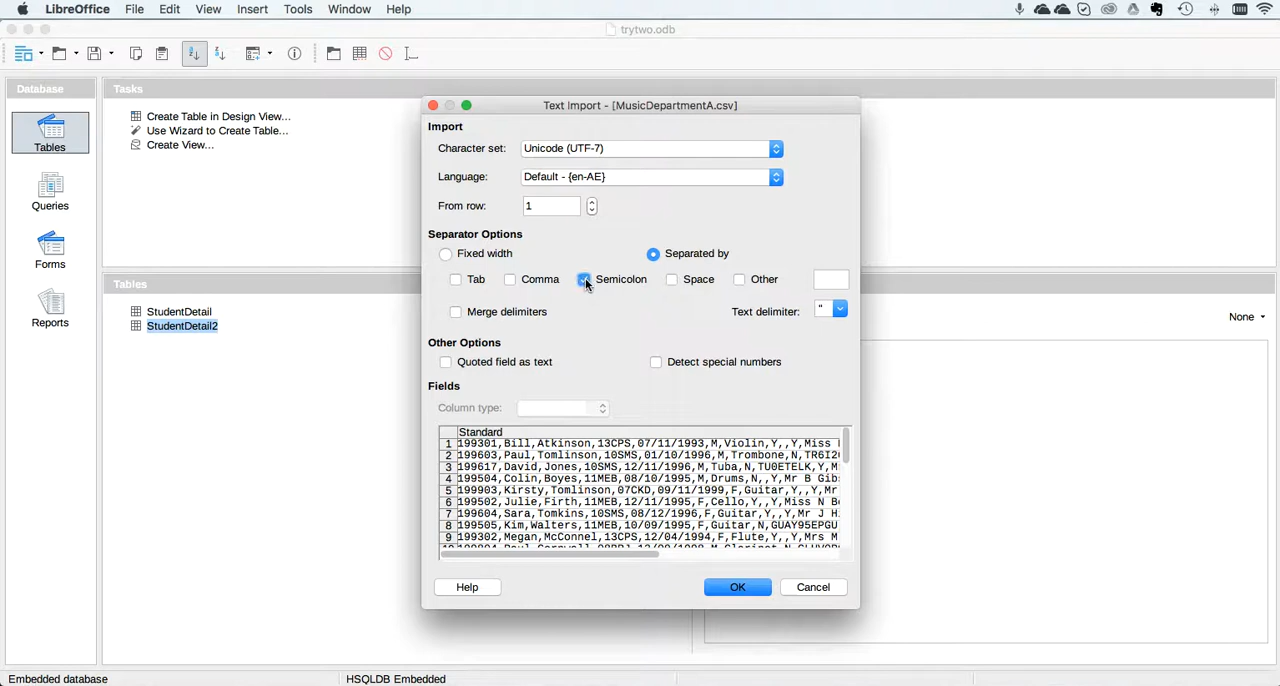 LibreOffice File Edit View Insert Tools Window Help
trytwo.odb
Database
Tasks
Tables
Queries
Forms
Reports
Create Table in Design View...
Use Wizard to Create Table...
Create View...
Tables
StudentDetail
StudentDetail2
None
Text Import - [MusicDepartmentA.csv]
Import
Character set: Unicode (UTF-7)
Language: Default - {en-AE}
From row: 1
Separator Options
Fixed width Separated by
Tab Comma Semicolon Space Other
Merge delimiters Text delimiter: "
Other Options
Quoted field as text Detect special numbers
Fields
Column type:
Standard
1 199301,Bill,Atkinson,13CPS,07/11/1993,M,Violin,Y,,Y,Miss
2 199603,Paul,Tomlinson,10SMS,01/10/1996,M,Trombone,N,TR6I2
3 199617,David,Jones,10SMS,12/11/1996,M,Tuba,N,TU0ETELK,Y,M
4 199504,Colin,Boyes,11MEB,08/10/1995,M,Drums,N,,Y,Mr B Gib
5 199903,Kirsty,Tomlinson,07CKD,09/11/1999,F,Guitar,Y,,Y,Mr
6 199502,Julie,Firth,11MEB,12/11/1995,F,Cello,Y,,Y,Miss N Be
7 199604,Sara,Tomkins,10SMS,08/12/1996,F,Guitar,Y,,Y,Mr J H
8 199505,Kim,Walters,11MEB,10/09/1995,F,Guitar,N,GUAY95EPGU
9 199302,Megan,McConnel,13CPS,12/04/1994,F,Flute,Y,,Y,Mrs M
Help OK Cancel
Embedded database HSQLDB Embedded